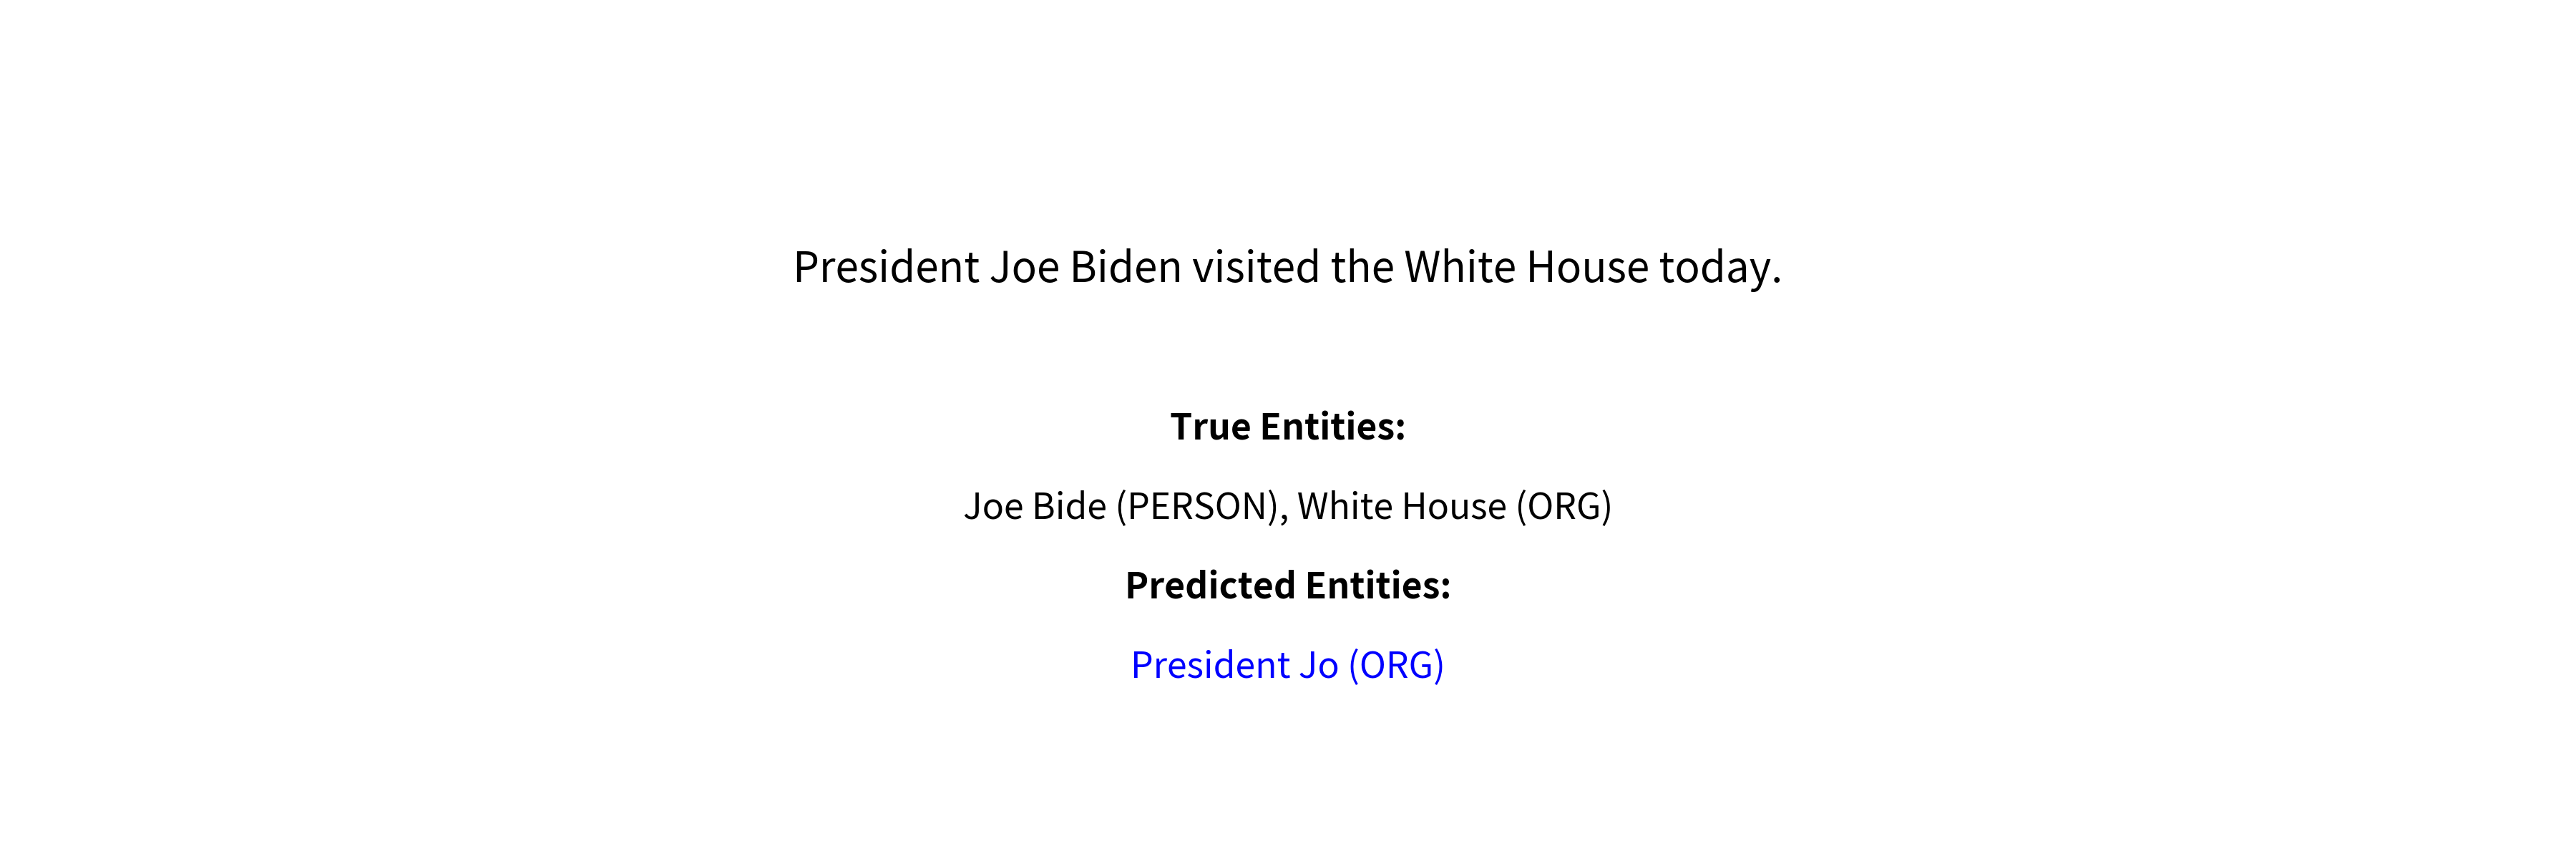 President Joe Biden visited the White House today.
True Entities:
Joe Bide (PERSON), White House (ORG)
Predicted Entities:
President Jo (ORG)